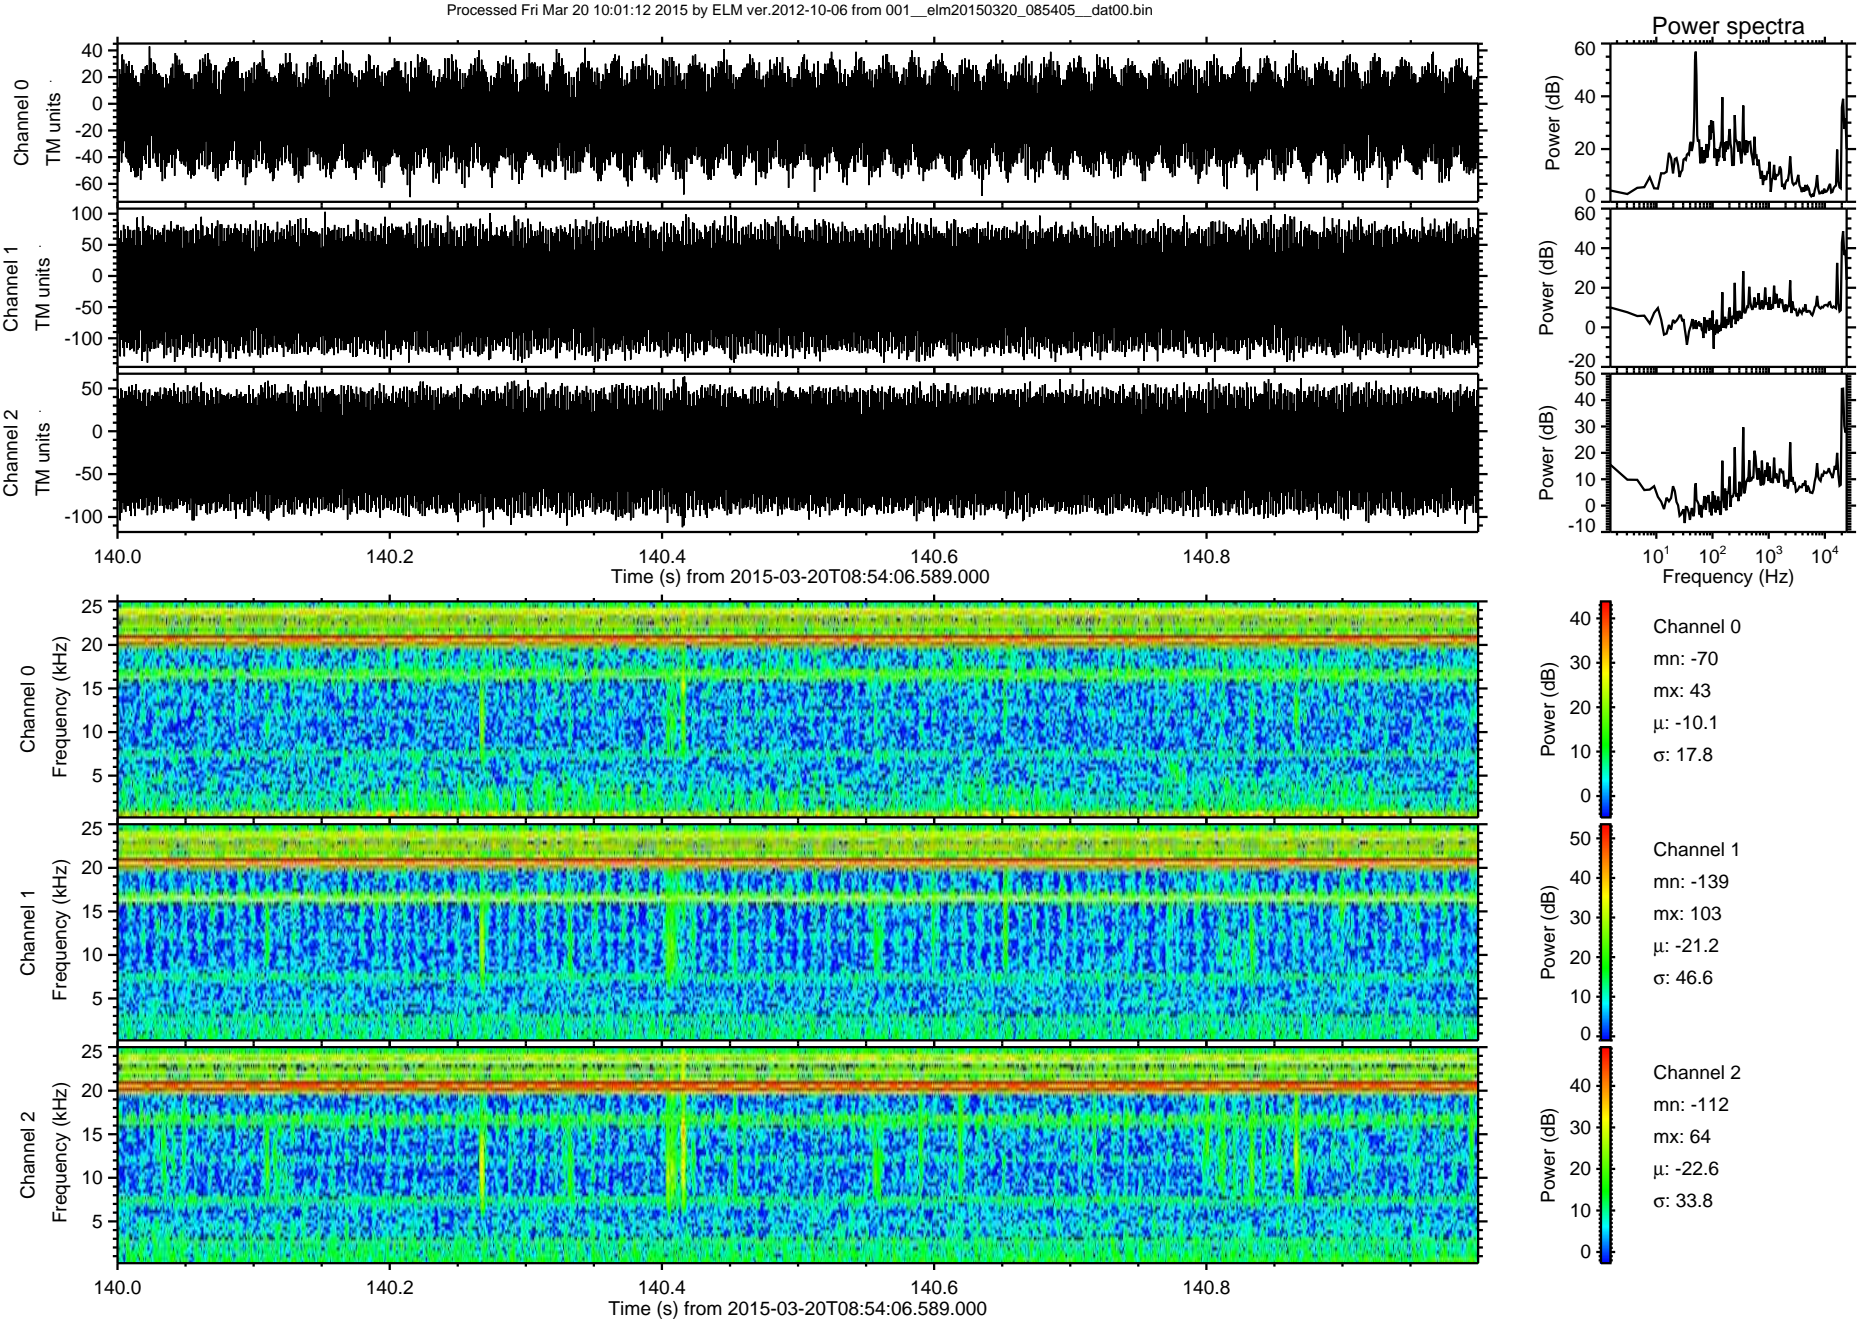 Processed Fri Mar 20 10:01:12 2015 by ELM ver.2012-10-06 from 001__elm20150320_085405__dat00.bin
Power spectra
Channel 0
TM units
40
20
0
-20
-40
-60
Power (dB)
60
40
20
0
Channel 1
TM units
100
50
0
-50
-100
Power (dB)
60
40
20
0
-20
Channel 2
TM units
50
0
-50
-100
Power (dB)
50
40
30
20
10
0
-10
140.0 140.2 140.4 140.6 140.8
Time (s) from 2015-03-20T08:54:06.589.000
10¹ 10² 10³ 10⁴
Frequency (Hz)
Channel 0
Frequency (kHz)
25
20
15
10
5
Power (dB)
40
30
20
10
0
Channel 0
mn: -70
mx: 43
μ: -10.1
σ: 17.8
Channel 1
Frequency (kHz)
25
20
15
10
5
Power (dB)
50
40
30
20
10
0
Channel 1
mn: -139
mx: 103
μ: -21.2
σ: 46.6
Channel 2
Frequency (kHz)
25
20
15
10
5
Power (dB)
40
30
20
10
0
Channel 2
mn: -112
mx: 64
μ: -22.6
σ: 33.8
140.0 140.2 140.4 140.6 140.8
Time (s) from 2015-03-20T08:54:06.589.000